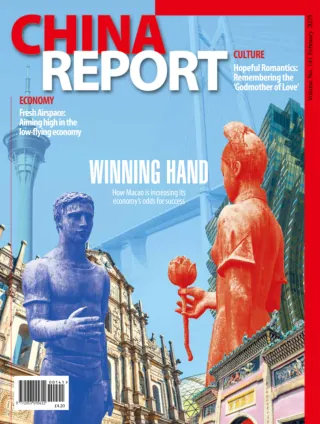 CHINA
REPORT
CULTURE
Hopeful Romantics:
Remembering the
‘Godmother of Love’
ECONOMY
Fresh Airspace:
Aiming high in the
low-flying economy
WINNING HAND
How Macao is increasing its
economy's odds for success
£4.20